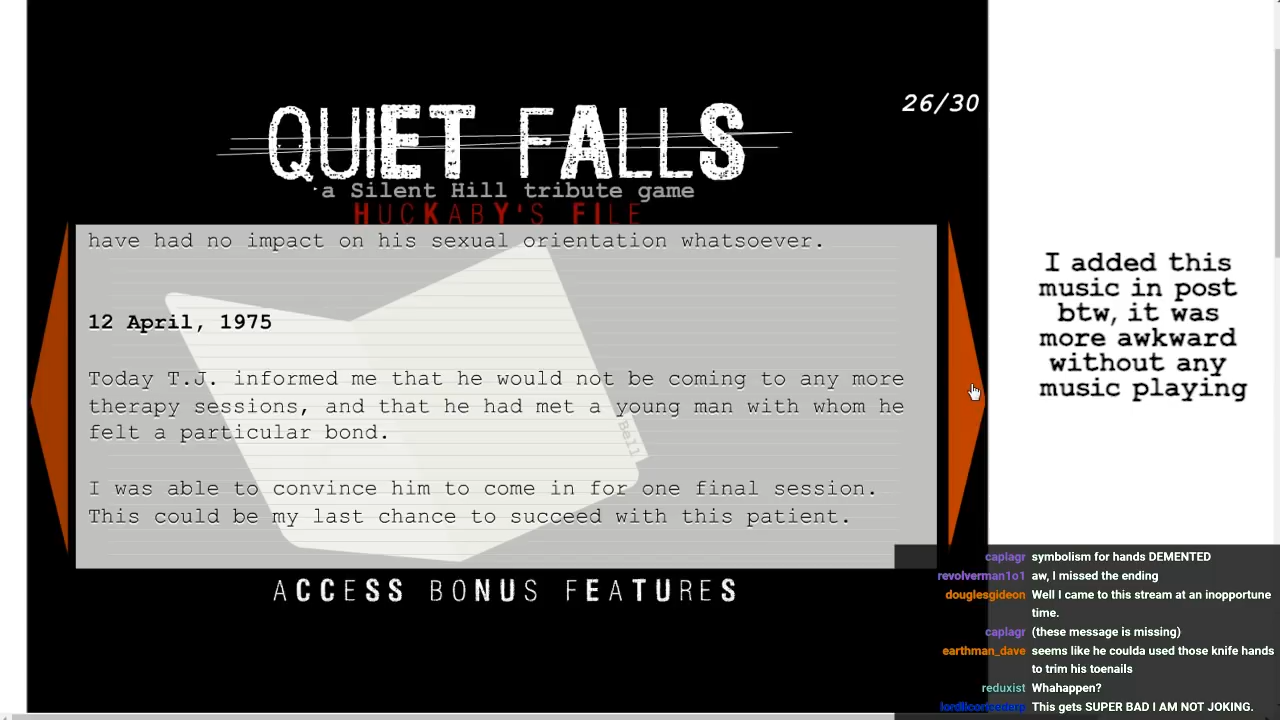 26/30
QUIET FALLS
a Silent Hill tribute game
HUCKABY'S FILE
have had no impact on his sexual orientation whatsoever.
12 April, 1975
Today T.J. informed me that he would not be coming to any more
therapy sessions, and that he had met a young man with whom he
felt a particular bond.
Bell
I was able to convince him to come in for one final session.
This could be my last chance to succeed with this patient.
ACCESS BONUS FEATURES
I added this
music in post
btw, it was
more awkward
without any
music playing
caplagr symbolism for hands DEMENTED
revolverman1o1 aw, I missed the ending
douglesgideon Well I came to this stream at an inopportune
time.
caplagr (these message is missing)
earthman_dave seems like he coulda used those knife hands
to trim his toenails
reduxist Whahappen?
This gets SUPER BAD I AM NOT JOKING.